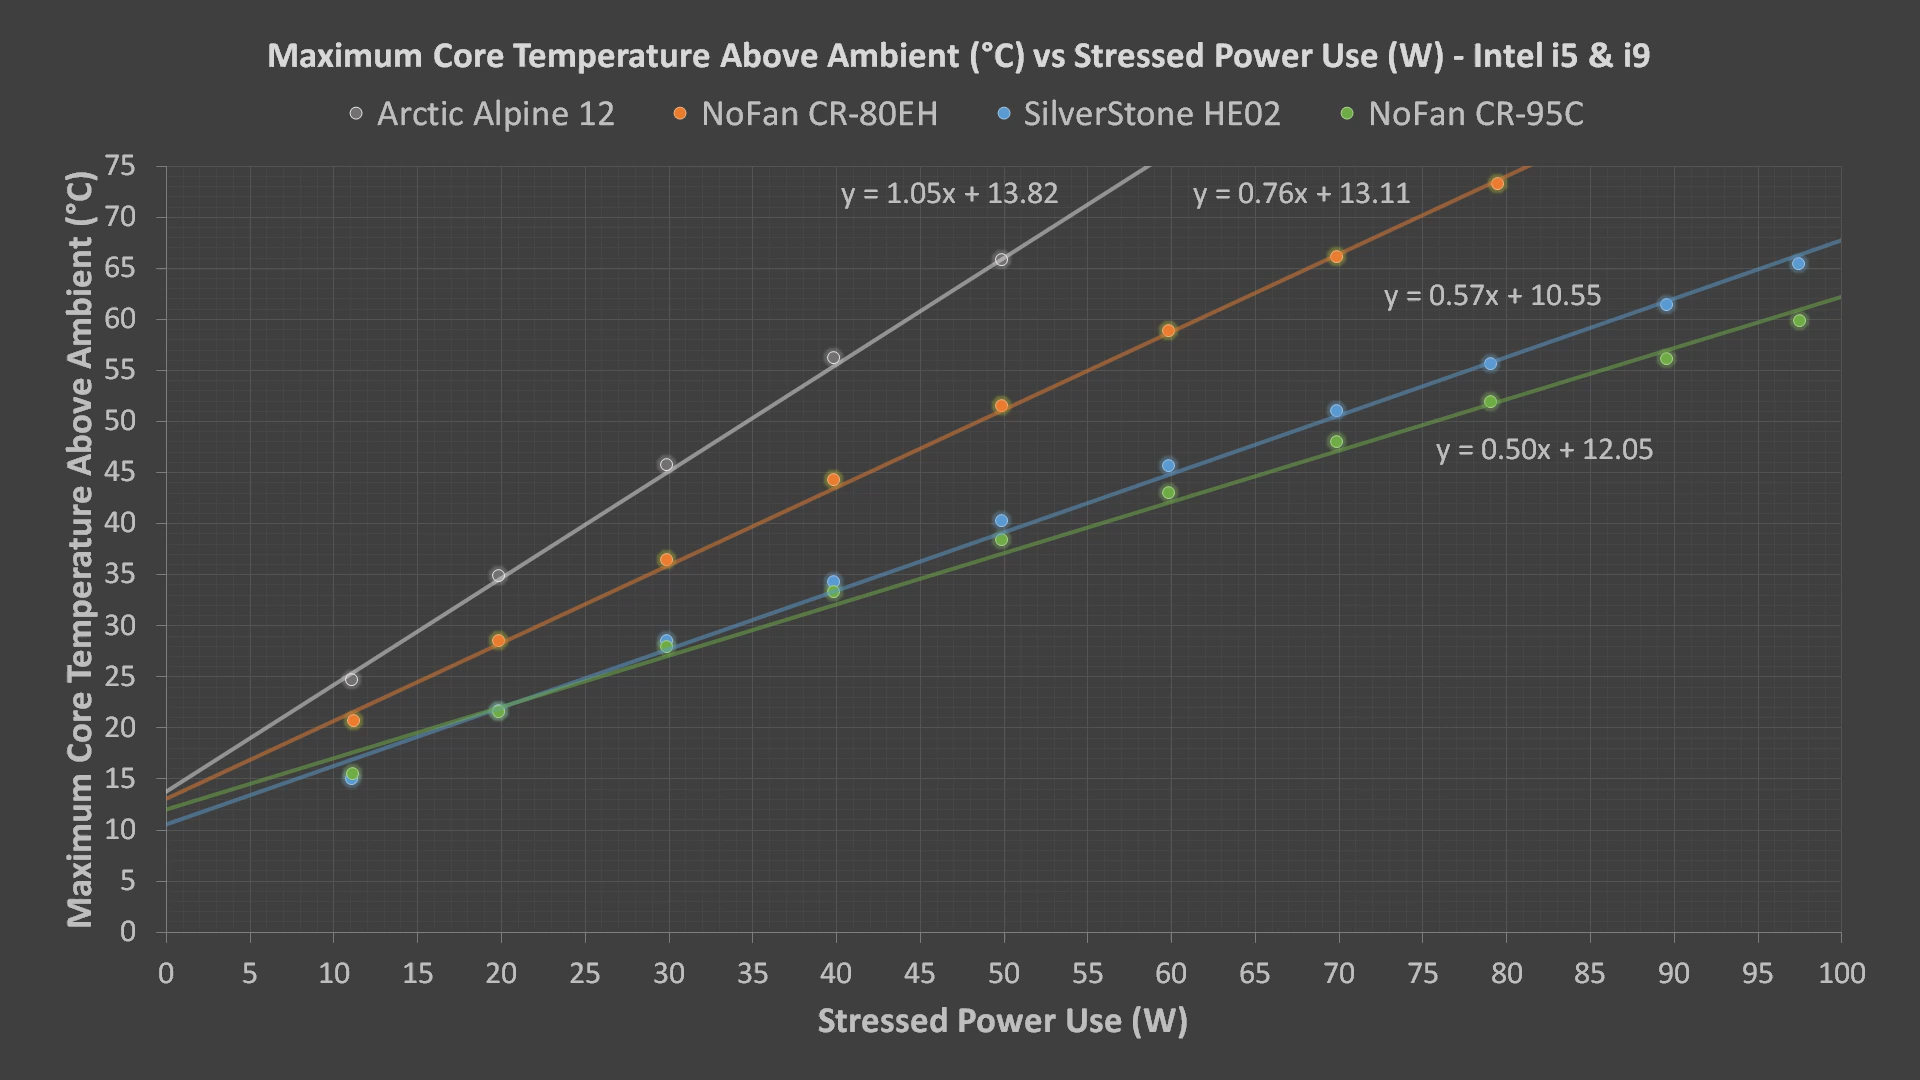 Maximum Core Temperature Above Ambient (°C) vs Stressed Power Use (W) - Intel i5 & i9
Arctic Alpine 12 NoFan CR-80EH SilverStone HE02 NoFan CR-95C
Maximum Core Temperature Above Ambient (°C)
75
70
65
60
55
50
45
40
35
30
25
20
15
10
5
0
y = 1.05x + 13.82
y = 0.76x + 13.11
y = 0.57x + 10.55
y = 0.50x + 12.05
0 5 10 15 20 25 30 35 40 45 50 55 60 65 70 75 80 85 90 95 100
Stressed Power Use (W)